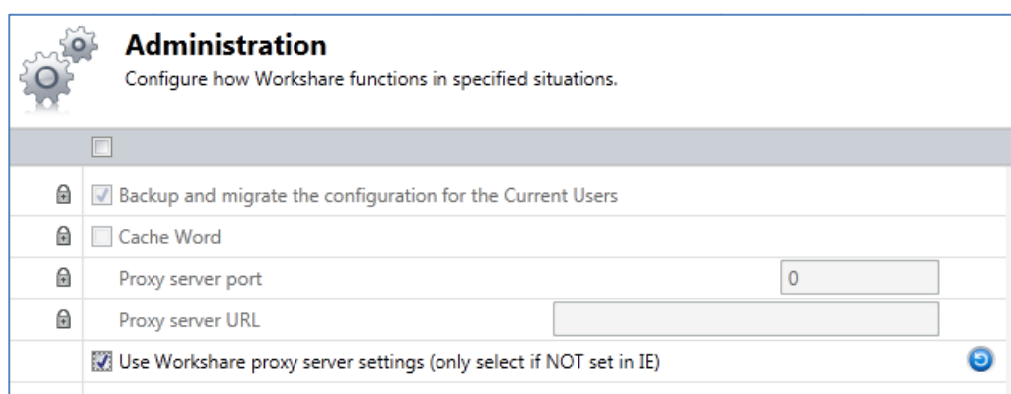 Administration
Configure how Workshare functions in specified situations.
Backup and migrate the configuration for the Current Users
Cache Word
Proxy server port 0
Proxy server URL
Use Workshare proxy server settings (only select if NOT set in IE)